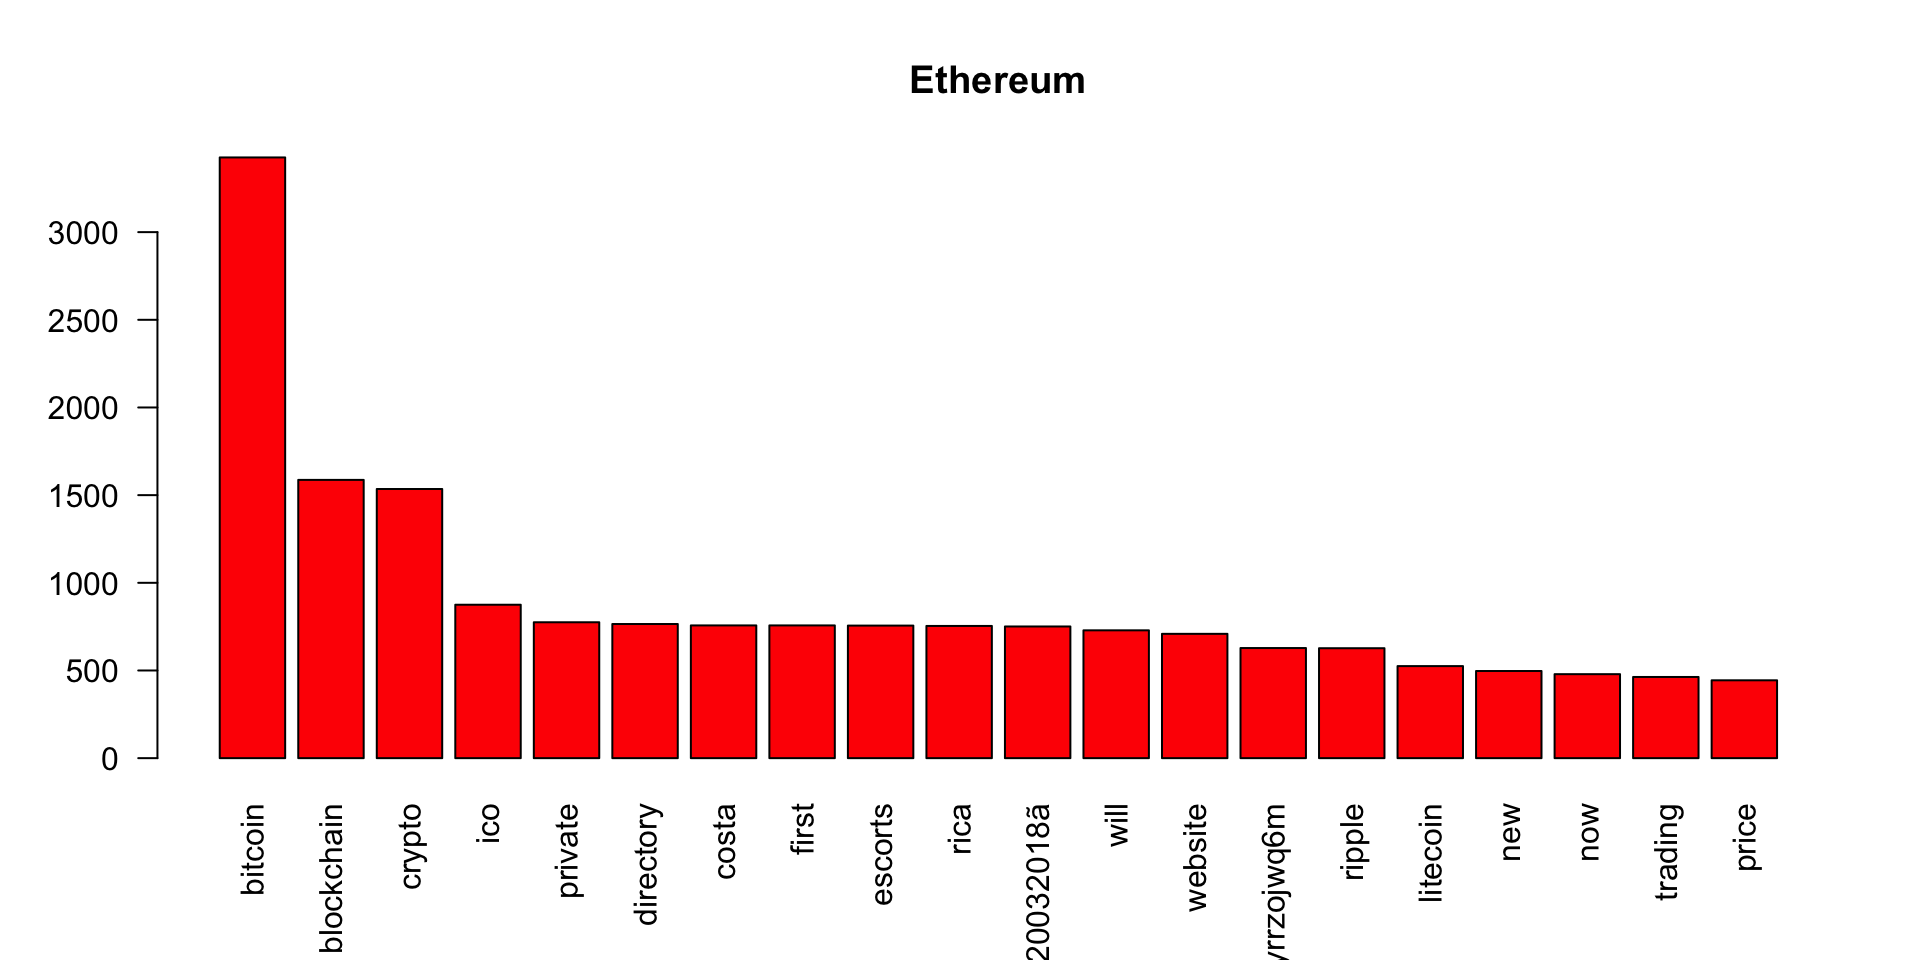 Ethereum
3000
2500
2000
1500
1000
500
0
bitcoin
blockchain
crypto
ico
private
directory
costa
first
escorts
rica
20032018ã
will
website
yrrzojwq6m
ripple
litecoin
new
now
trading
price